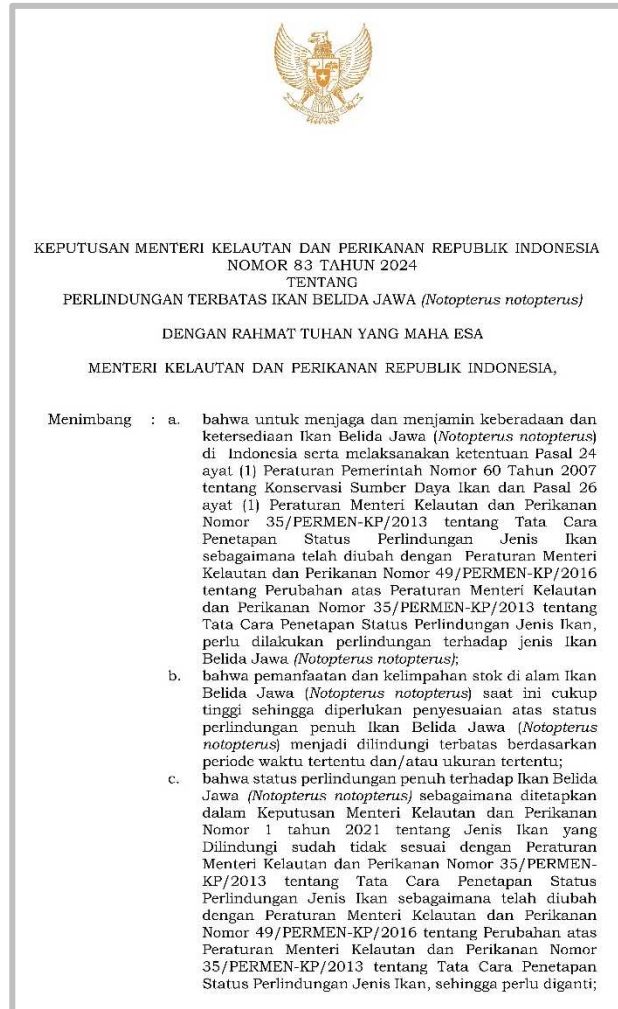 KEPUTUSAN MENTERI KELAUTAN DAN PERIKANAN REPUBLIK INDONESIA
NOMOR 83 TAHUN 2024
TENTANG
PERLINDUNGAN TERBATAS IKAN BELIDA JAWA (Notopterus notopterus)
DENGAN RAHMAT TUHAN YANG MAHA ESA
MENTERI KELAUTAN DAN PERIKANAN REPUBLIK INDONESIA,
Menimbang : a. bahwa untuk menjaga dan menjamin keberadaan dan
ketersediaan Ikan Belida Jawa (Notopterus notopterus)
di Indonesia serta melaksanakan ketentuan Pasal 24
ayat (1) Peraturan Pemerintah Nomor 60 Tahun 2007
tentang Konservasi Sumber Daya Ikan dan Pasal 26
ayat (1) Peraturan Menteri Kelautan dan Perikanan
Nomor 35/PERMEN-KP/2013 tentang Tata Cara
Penetapan Status Perlindungan Jenis Ikan
sebagaimana telah diubah dengan Peraturan Menteri
Kelautan dan Perikanan Nomor 49/PERMEN-KP/2016
tentang Perubahan atas Peraturan Menteri Kelautan
dan Perikanan Nomor 35/PERMEN-KP/2013 tentang
Tata Cara Penetapan Status Perlindungan Jenis Ikan,
perlu dilakukan perlindungan terhadap jenis Ikan
Belida Jawa (Notopterus notopterus);
b. bahwa pemanfaatan dan kelimpahan stok di alam Ikan
Belida Jawa (Notopterus notopterus) saat ini cukup
tinggi sehingga diperlukan penyesuaian atas status
perlindungan penuh Ikan Belida Jawa (Notopterus
notopterus) menjadi dilindungi terbatas berdasarkan
periode waktu tertentu dan/atau ukuran tertentu;
c. bahwa status perlindungan penuh terhadap Ikan Belida
Jawa (Notopterus notopterus) sebagaimana ditetapkan
dalam Keputusan Menteri Kelautan dan Perikanan
Nomor 1 tahun 2021 tentang Jenis Ikan yang
Dilindungi sudah tidak sesuai dengan Peraturan
Menteri Kelautan dan Perikanan Nomor 35/PERMEN-
KP/2013 tentang Tata Cara Penetapan Status
Perlindungan Jenis Ikan sebagaimana telah diubah
dengan Peraturan Menteri Kelautan dan Perikanan
Nomor 49/PERMEN-KP/2016 tentang Perubahan atas
Peraturan Menteri Kelautan dan Perikanan Nomor
35/PERMEN-KP/2013 tentang Tata Cara Penetapan
Status Perlindungan Jenis Ikan, sehingga perlu diganti;